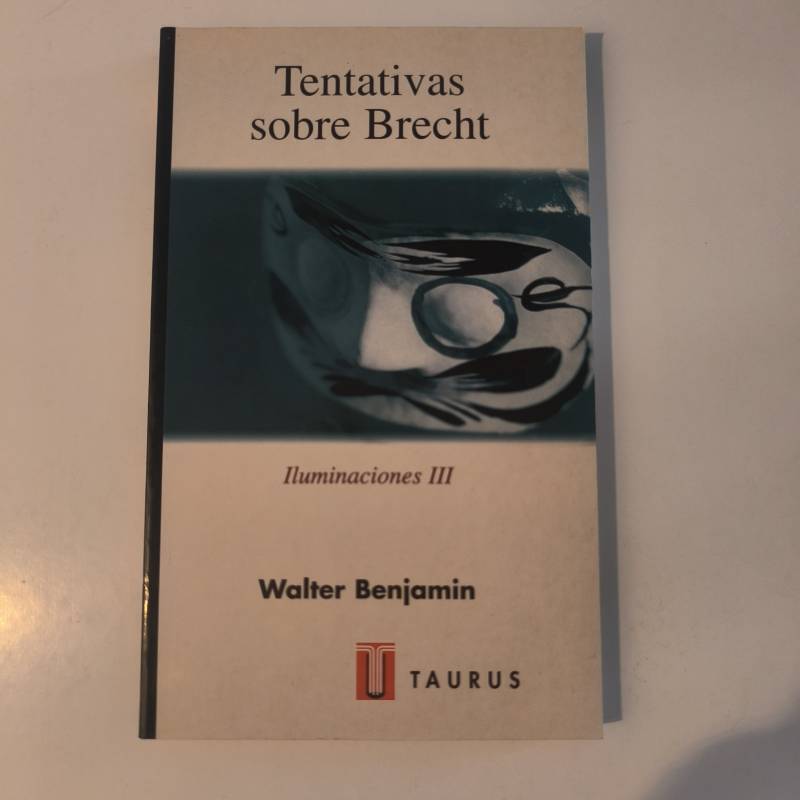 Tentativas
sobre Brecht
Iluminaciones III
Walter Benjamin
TAURUS